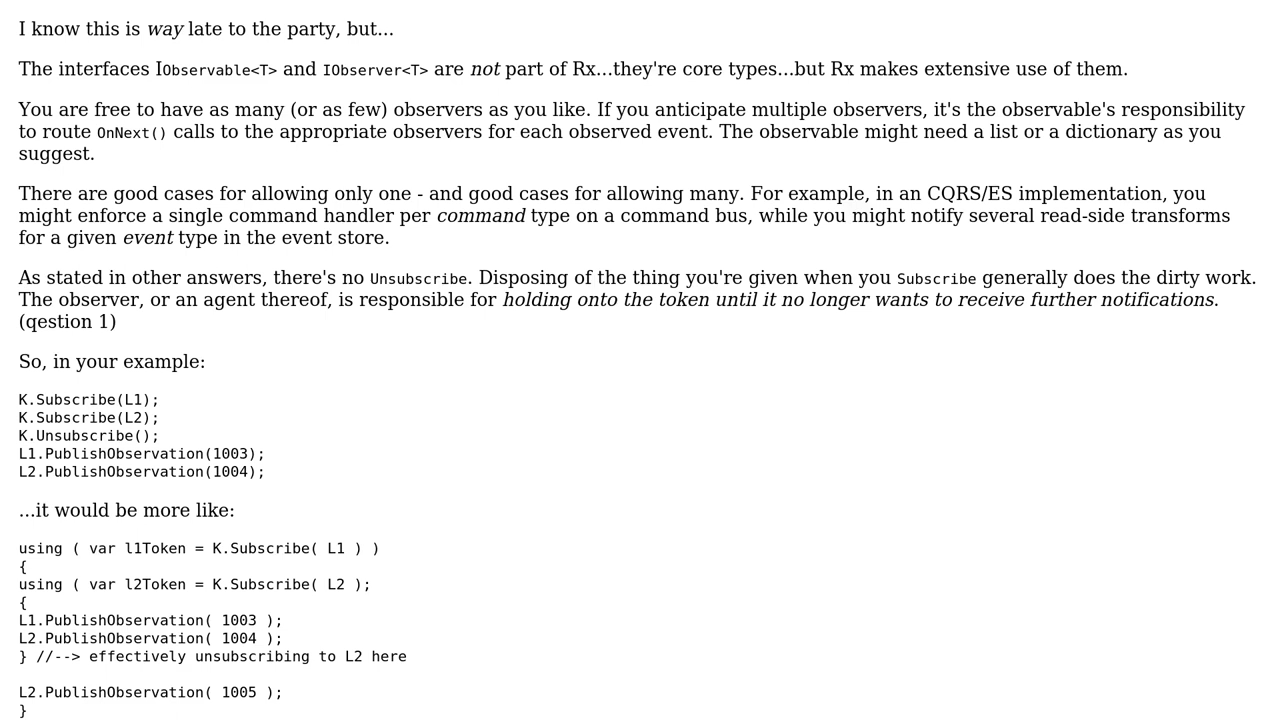 I know this is way late to the party, but...
The interfaces IObservable<T> and IObserver<T> are not part of Rx...they're core types...but Rx makes extensive use of them.
You are free to have as many (or as few) observers as you like. If you anticipate multiple observers, it's the observable's responsibility
to route OnNext() calls to the appropriate observers for each observed event. The observable might need a list or a dictionary as you
suggest.
There are good cases for allowing only one - and good cases for allowing many. For example, in an CQRS/ES implementation, you
might enforce a single command handler per command type on a command bus, while you might notify several read-side transforms
for a given event type in the event store.
As stated in other answers, there's no Unsubscribe. Disposing of the thing you're given when you Subscribe generally does the dirty work.
The observer, or an agent thereof, is responsible for holding onto the token until it no longer wants to receive further notifications.
(qestion 1)
So, in your example:
K.Subscribe(L1);
K.Subscribe(L2);
K.Unsubscribe();
L1.PublishObservation(1003);
L2.PublishObservation(1004);
...it would be more like:
using ( var l1Token = K.Subscribe( L1 ) )
{
using ( var l2Token = K.Subscribe( L2 );
{
L1.PublishObservation( 1003 );
L2.PublishObservation( 1004 );
} //--> effectively unsubscribing to L2 here
L2.PublishObservation( 1005 );
}